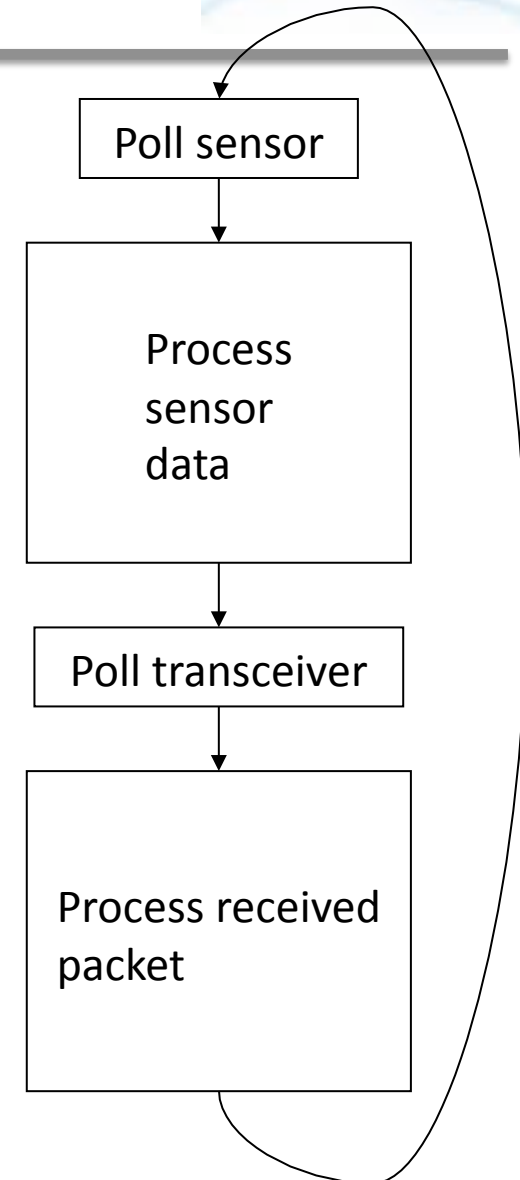 Poll sensor
Process
sensor
data
Poll transceiver
Process received
packet